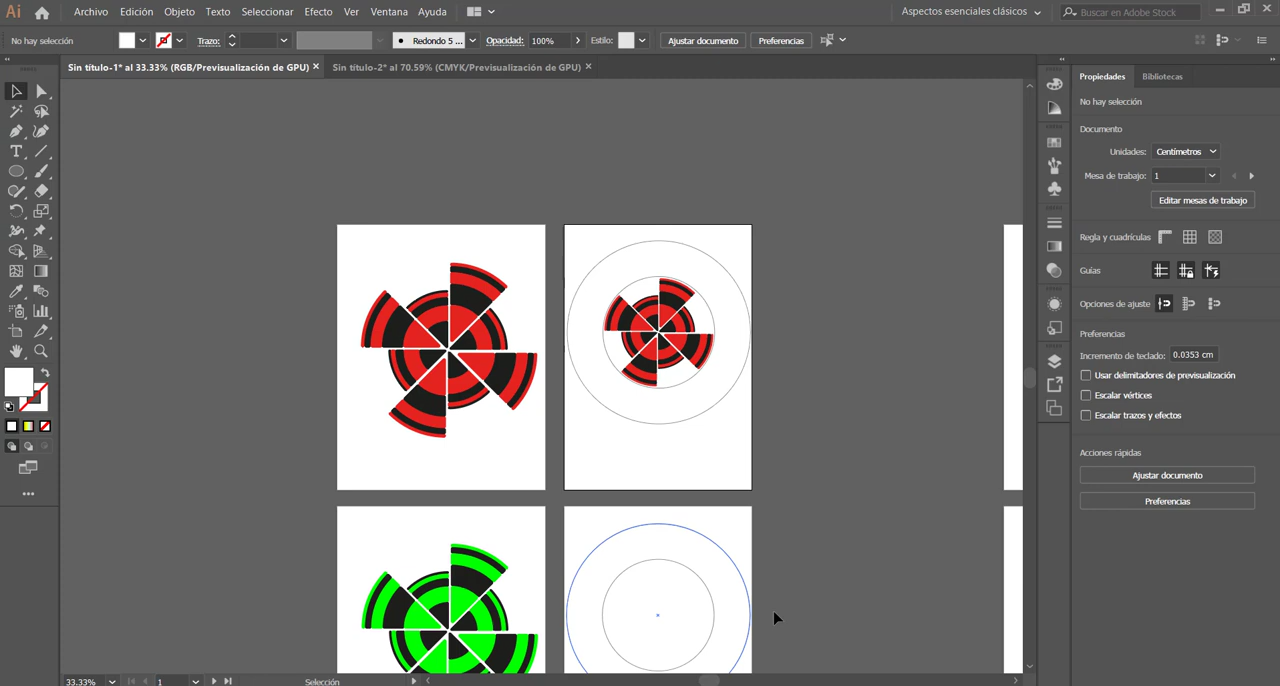 Ai Archivo Edición Objeto Texto Seleccionar Efecto Ver Ventana Ayuda Aspectos esenciales clásicos Buscar en Adobe Stock
No hay selección Trazo: Redondo 5 ... Opacidad: 100% Estilo: Ajustar documento Preferencias
Sin título-1* al 33.33% (RGB/Previsualización de GPU) × Sin título-2* al 70.59% (CMYK/Previsualización de GPU) ×
Propiedades Bibliotecas
No hay selección
Documento
Unidades: Centímetros
Mesa de trabajo: 1
Editar mesas de trabajo
Regla y cuadrículas
Guías
Opciones de ajuste
Preferencias
Incremento de teclado: 0.0353 cm
Usar delimitadores de previsualización
Escalar vértices
Escalar trazos y efectos
Acciones rápidas
Ajustar documento
Preferencias
33.33% 1 Selección